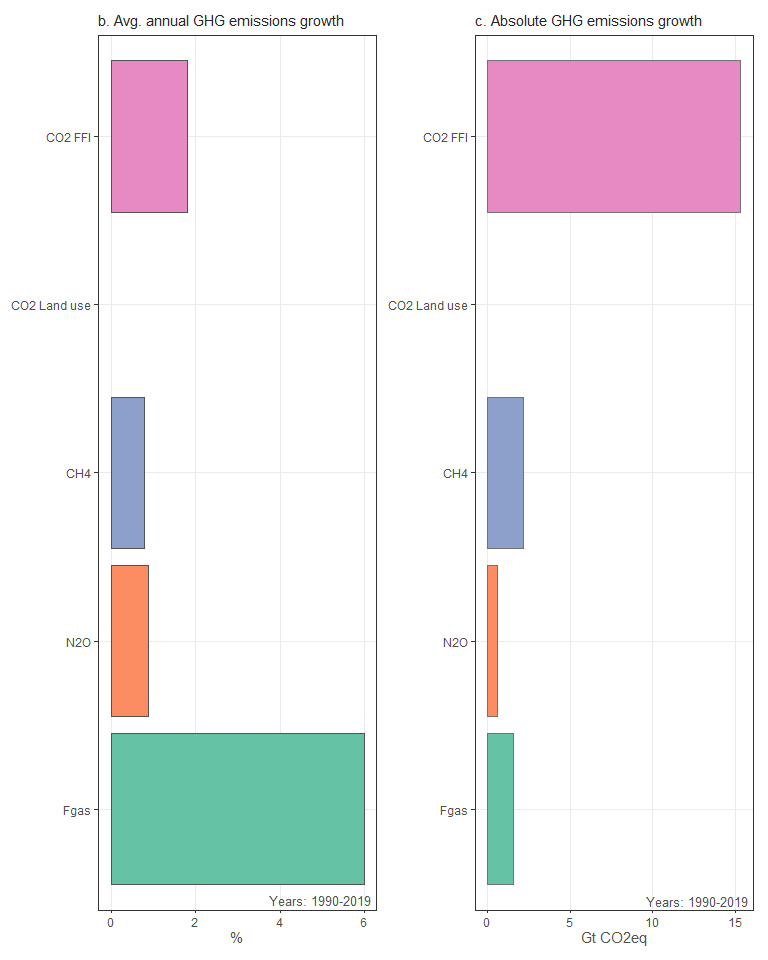 b. Avg. annual GHG emissions growth
CO2 FFI
CO2 Land use
CH4
N2O
Fgas
Years: 1990-2019
0 2 4 6
%
c. Absolute GHG emissions growth
CO2 FFI
CO2 Land use
CH4
N2O
Fgas
Years: 1990-2019
0 5 10 15
Gt CO2eq